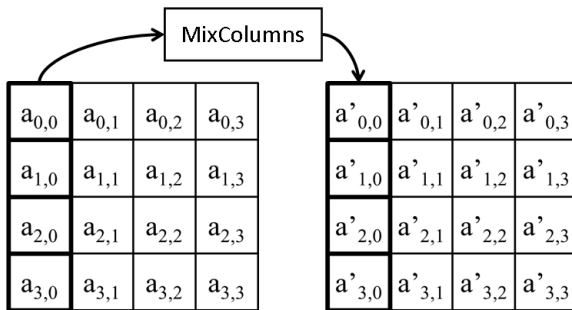 MixColumns
a0,0 a0,1 a0,2 a0,3 a'0,0 a'0,1 a'0,2 a'0,3
a1,0 a1,1 a1,2 a1,3 a'1,0 a'1,1 a'1,2 a'1,3
a2,0 a2,1 a2,2 a2,3 a'2,0 a'2,1 a'2,2 a'2,3
a3,0 a3,1 a3,2 a3,3 a'3,0 a'3,1 a'3,2 a'3,3